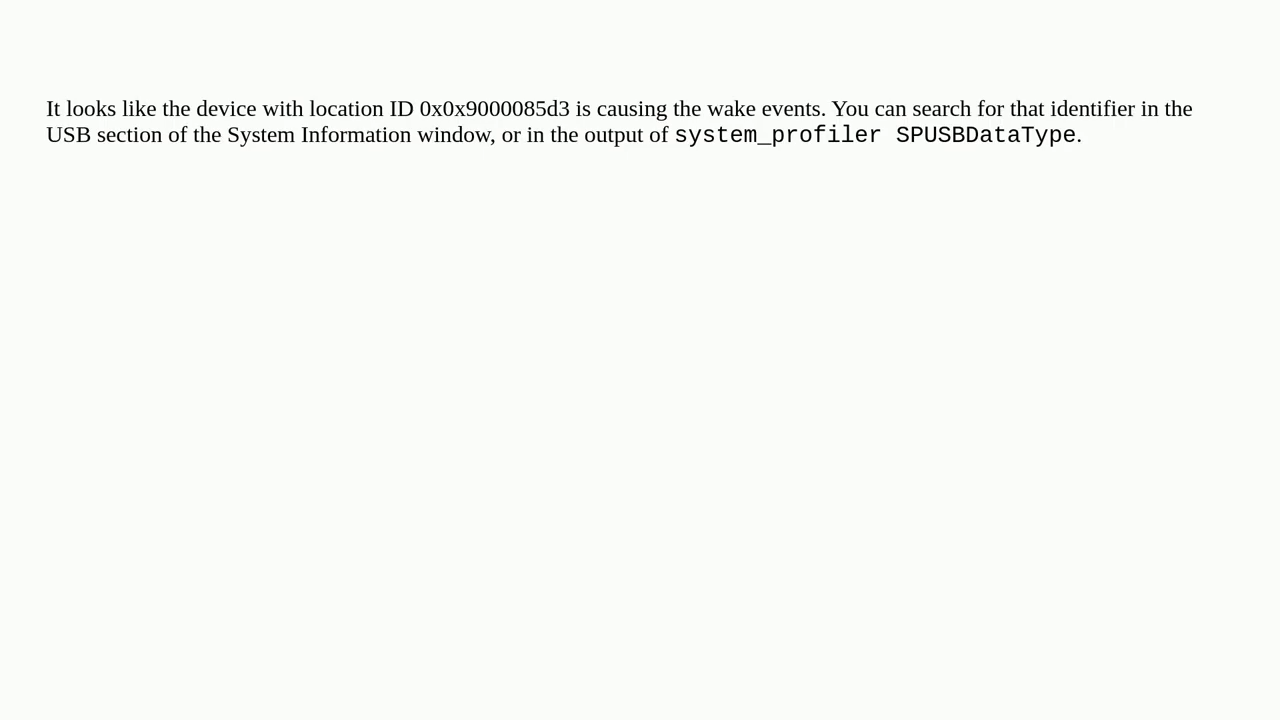 It looks like the device with location ID 0x0x9000085d3 is causing the wake events. You can search for that identifier in the
USB section of the System Information window, or in the output of system_profiler SPUSBDataType.